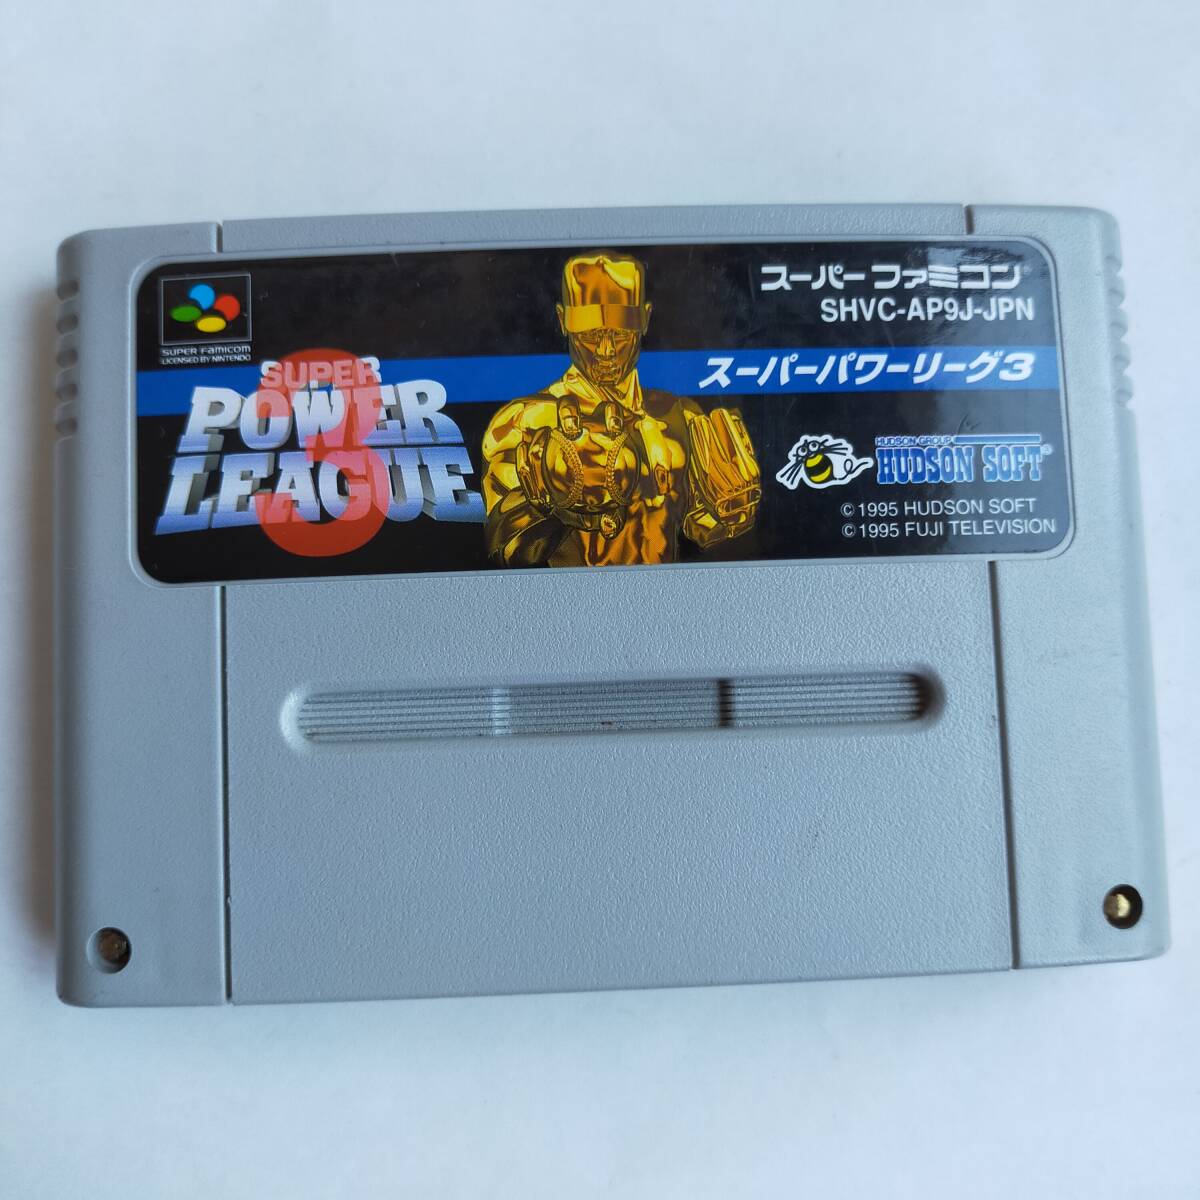 SUPER FAMICOM
LICENSED BY NINTENDO
SUPER
POWER
LEAGUE
3
スーパーファミコン®
SHVC-AP9J-JPN
スーパーパワーリーグ3
HUDSON GROUP
HUDSON SOFT®
© 1995 HUDSON SOFT
© 1995 FUJI TELEVISION